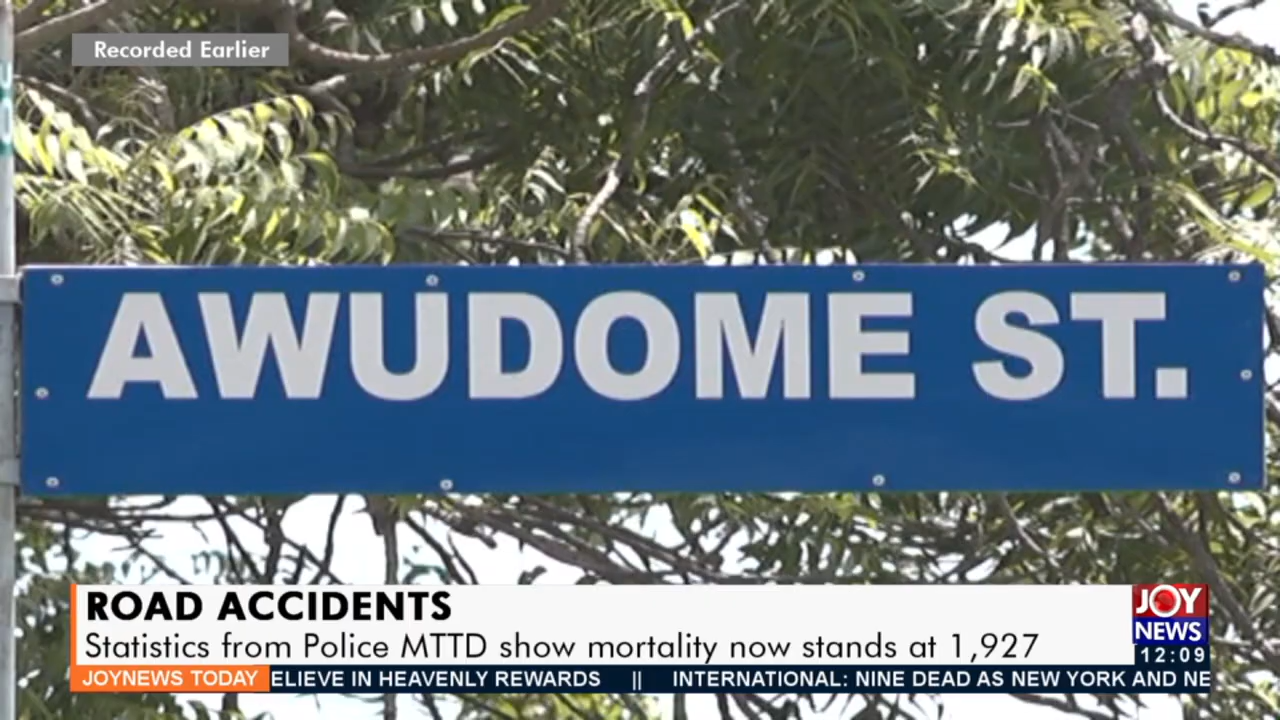 Recorded Earlier
AWUDOME ST.
ROAD ACCIDENTS
Statistics from Police MTTD show mortality now stands at 1,927
JOY
NEWS
12:09
JOYNEWS TODAY
ELIEVE IN HEAVENLY REWARDS || INTERNATIONAL: NINE DEAD AS NEW YORK AND NE